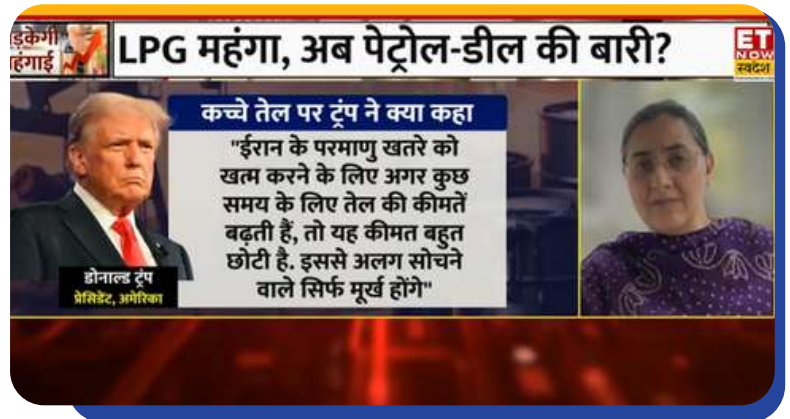 LPG महंगा, अब पेट्रोल-डील की बारी?
ET
NOW
स्वदेश
कच्चे तेल पर ट्रंप ने क्या कहा
"ईरान के परमाणु खतरे को
खत्म करने के लिए अगर कुछ
समय के लिए तेल की कीमतें
बढ़ती हैं, तो यह कीमत बहुत
छोटी है. इससे अलग सोचने
वाले सिर्फ मूर्ख होंगे"
डोनाल्ड ट्रंप
प्रेसिडेंट, अमेरिका